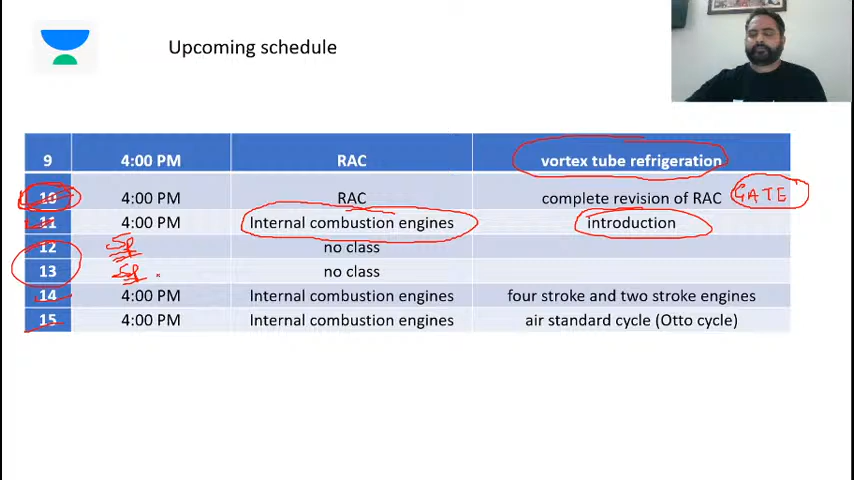 Upcoming schedule
9 4:00 PM RAC vortex tube refrigeration
10 4:00 PM RAC complete revision of RAC GATE
11 4:00 PM Internal combustion engines introduction
12 no class
13 no class
14 4:00 PM Internal combustion engines four stroke and two stroke engines
15 4:00 PM Internal combustion engines air standard cycle (Otto cycle)